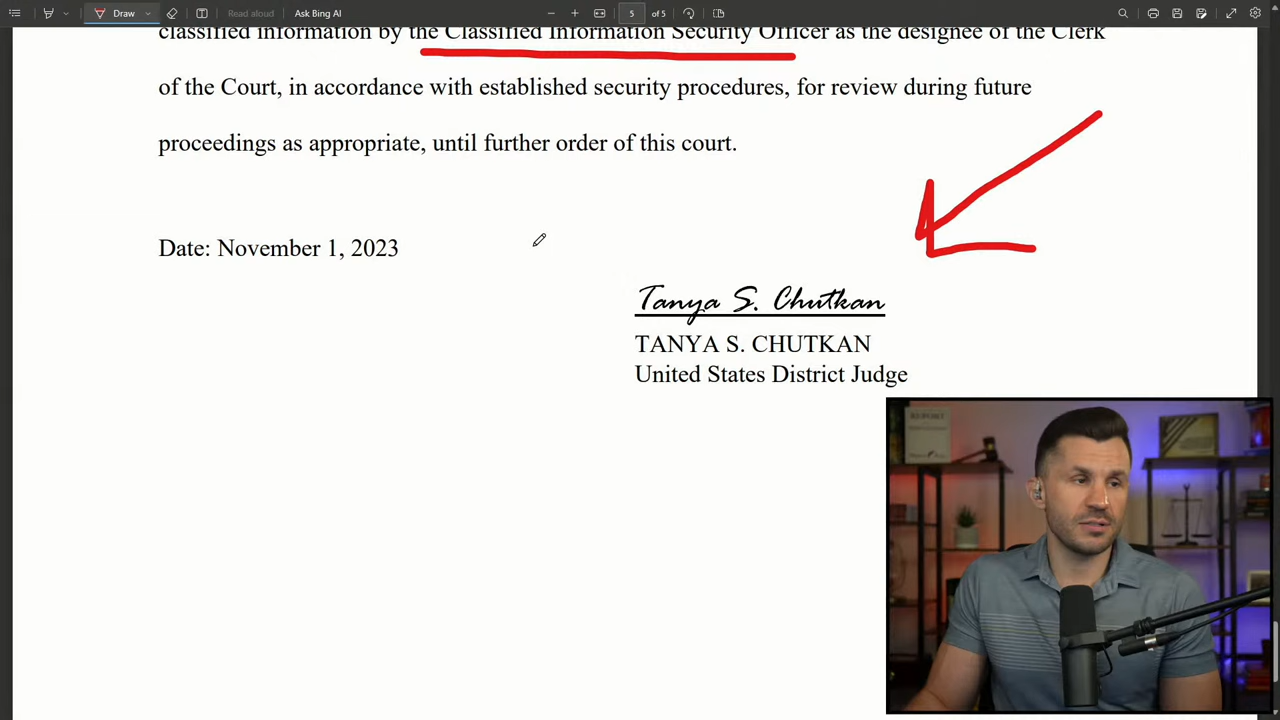 Draw
Read aloud
Ask Bing AI
5
of 5
classified information by the Classified Information Security Officer as the designee of the Clerk
of the Court, in accordance with established security procedures, for review during future
proceedings as appropriate, until further order of this court.
Date: November 1, 2023
Tanya S. Chutkan
TANYA S. CHUTKAN
United States District Judge
REPORT